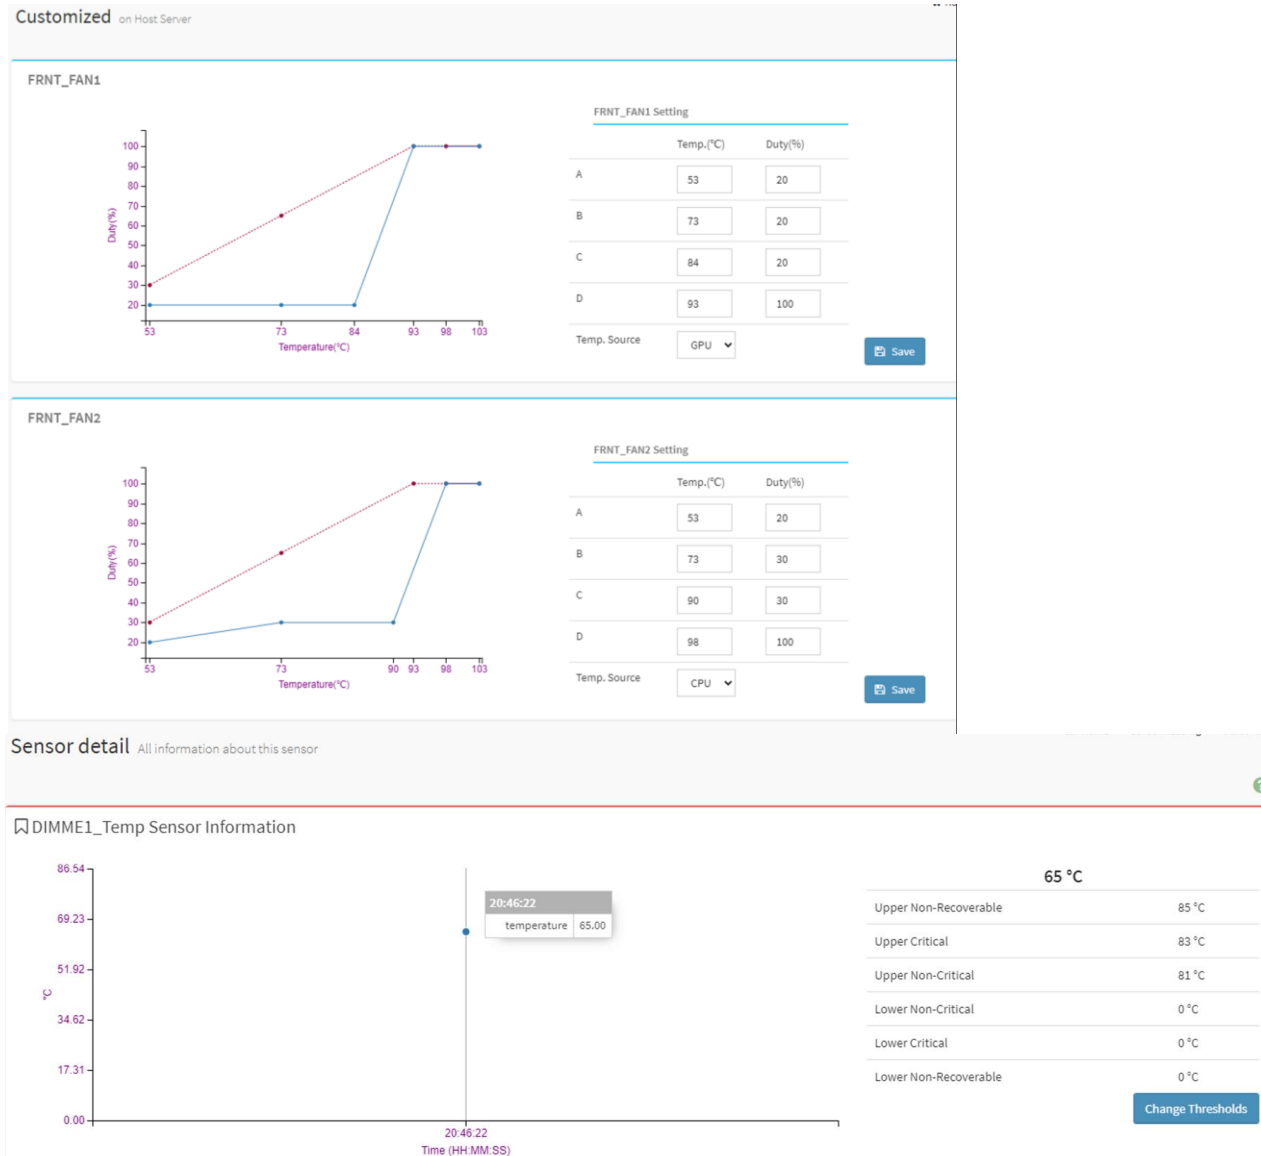 Customized on Host Server
FRNT_FAN1
FRNT_FAN1 Setting
Temp.(°C) Duty(%)
A 53 20
B 73 20
C 84 20
D 93 100
Temp. Source GPU
Save
100
90
80
70
60
50
40
30
20
Duty(%)
53 73 84 93 98 103
Temperature(°C)
FRNT_FAN2
FRNT_FAN2 Setting
Temp.(°C) Duty(%)
A 53 20
B 73 30
C 90 30
D 98 100
Temp. Source CPU
Save
100
90
80
70
60
50
40
30
20
Duty(%)
53 73 90 93 98 103
Temperature(°C)
Sensor detail All information about this sensor
DIMME1_Temp Sensor Information
86.54
69.23
51.92
34.62
17.31
0.00
°C
20:46:22
temperature 65.00
20:46:22
Time (HH:MM:SS)
65 °C
Upper Non-Recoverable 85 °C
Upper Critical 83 °C
Upper Non-Critical 81 °C
Lower Non-Critical 0 °C
Lower Critical 0 °C
Lower Non-Recoverable 0 °C
Change Thresholds